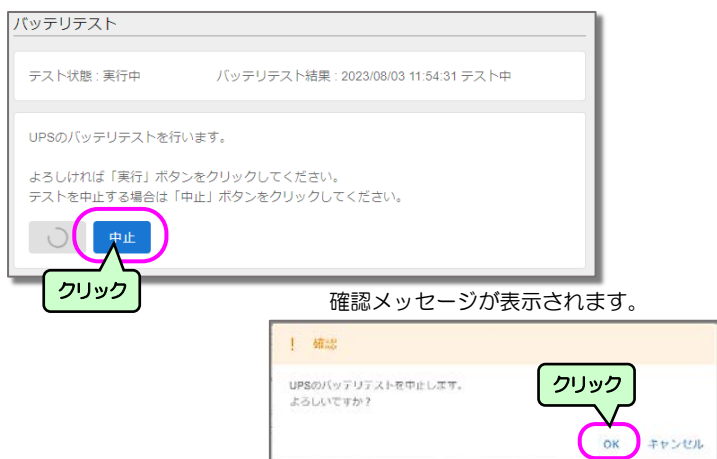 バッテリテスト
テスト状態 : 実行中 バッテリテスト結果 : 2023/08/03 11:54:31 テスト中
UPSのバッテリテストを行います。
よろしければ「実行」ボタンをクリックしてください。
テストを中止する場合は「中止」ボタンをクリックしてください。
中止
クリック
確認メッセージが表示されます。
! 確認
UPSのバッテリテストを中止します。
よろしいですか?
クリック
OK キャンセル